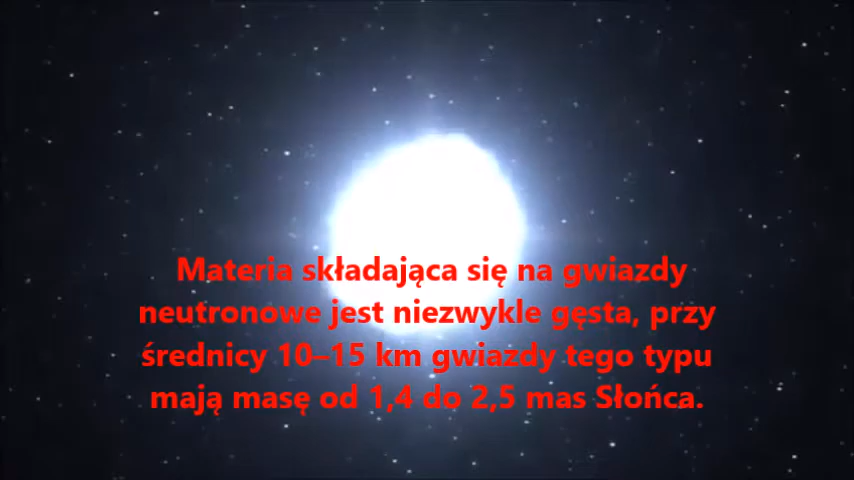 Materia składająca się na gwiazdy
neutronowe jest niezwykle gęsta, przy
średnicy 10–15 km gwiazdy tego typu
mają masę od 1,4 do 2,5 mas Słońca.